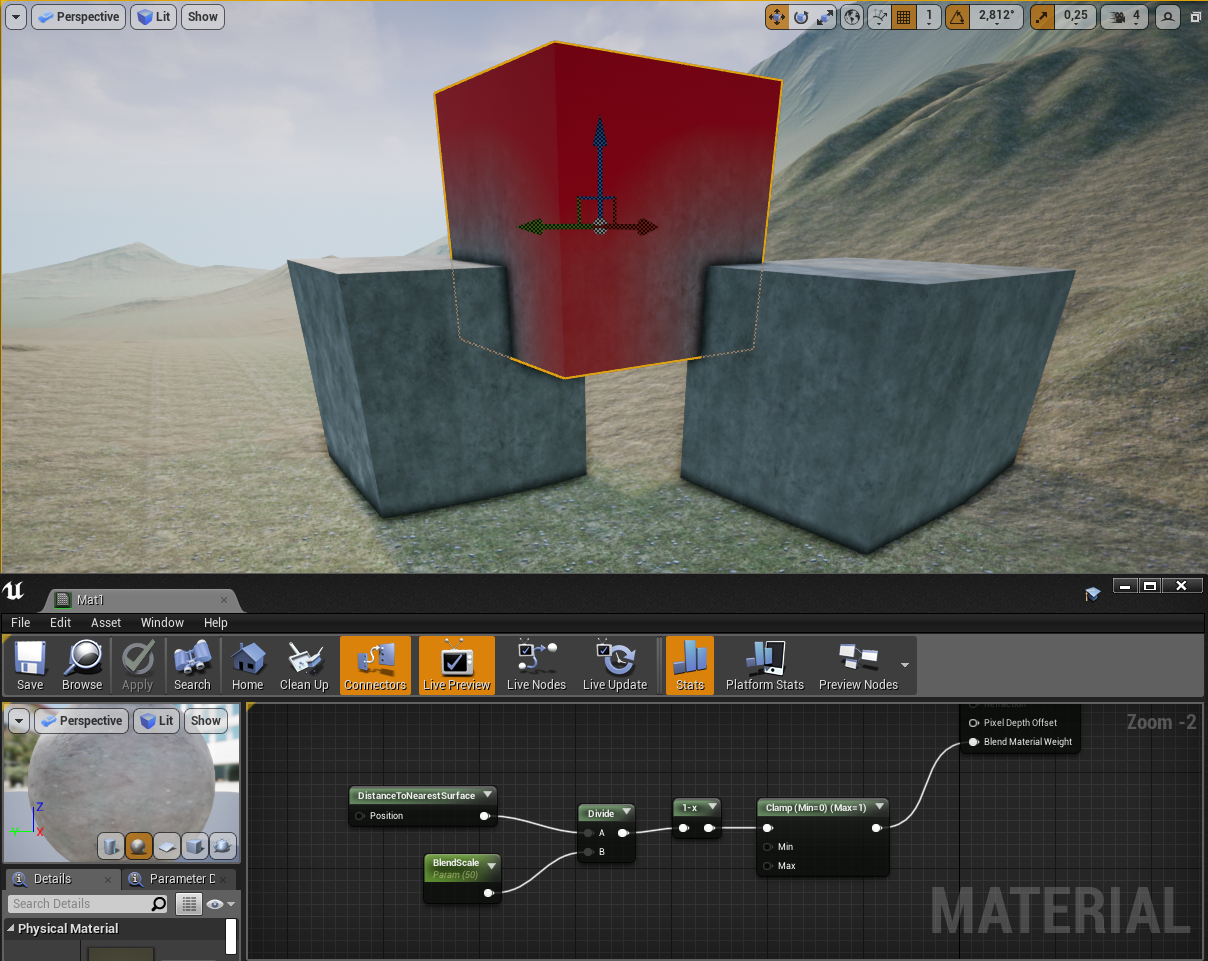 Perspective Lit Show 1 2,812° 0,25 4
Mat1
File Edit Asset Window Help
Save Browse Apply Search Home Clean Up Connectors Live Preview Live Nodes Live Update Stats Platform Stats Preview Nodes
Perspective Lit Show
Z
Y
X
Details
Parameter D
Search Details
Physical Material
Refraction
Pixel Depth Offset
Blend Material Weight
Zoom -2
DistanceToNearestSurface
Position
BlendScale
Param (50)
Divide
A
B
1-x
Clamp (Min=0) (Max=1)
Min
Max
MATERIAL